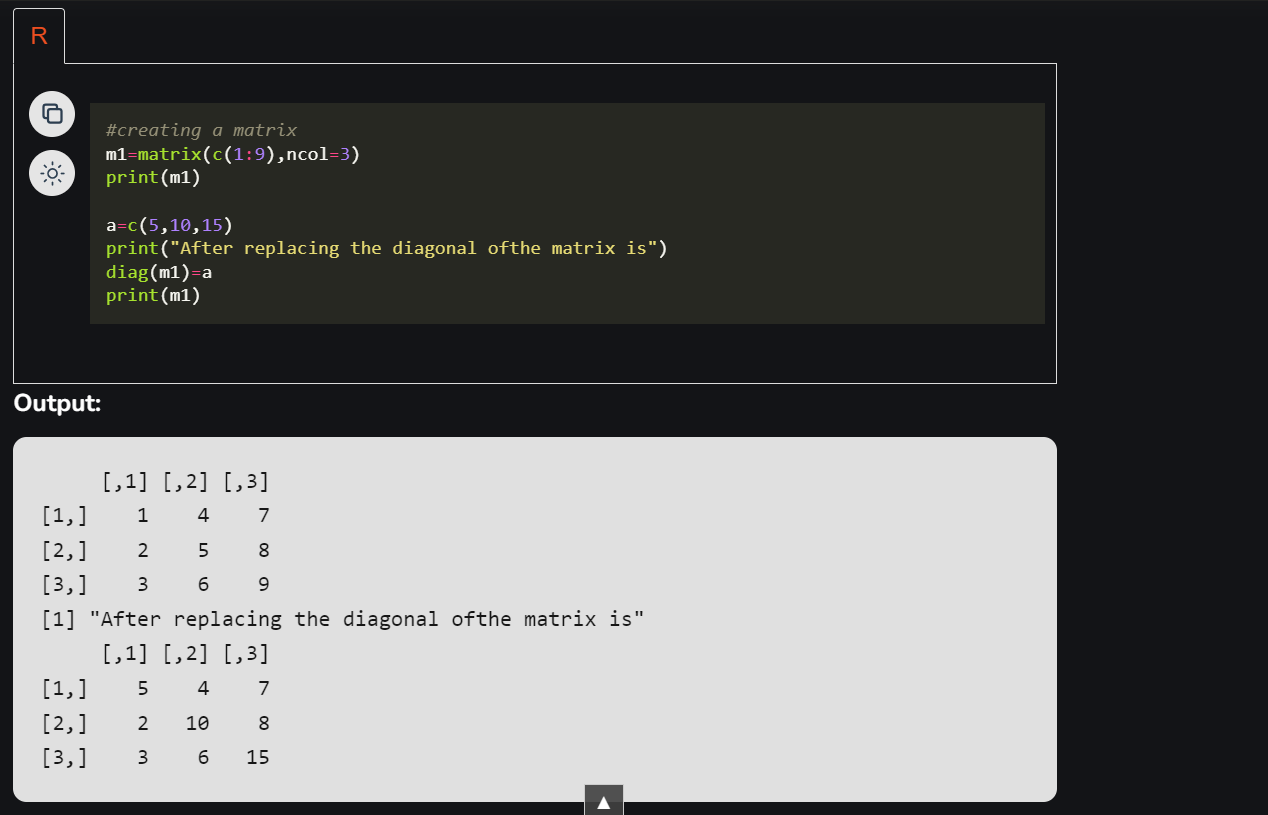 R
#creating a matrix
m1=matrix(c(1:9),ncol=3)
print(m1)
a=c(5,10,15)
print("After replacing the diagonal ofthe matrix is")
diag(m1)=a
print(m1)
Output:
     [,1] [,2] [,3]
[1,]    1    4    7
[2,]    2    5    8
[3,]    3    6    9
[1] "After replacing the diagonal ofthe matrix is"
     [,1] [,2] [,3]
[1,]    5    4    7
[2,]    2   10    8
[3,]    3    6   15